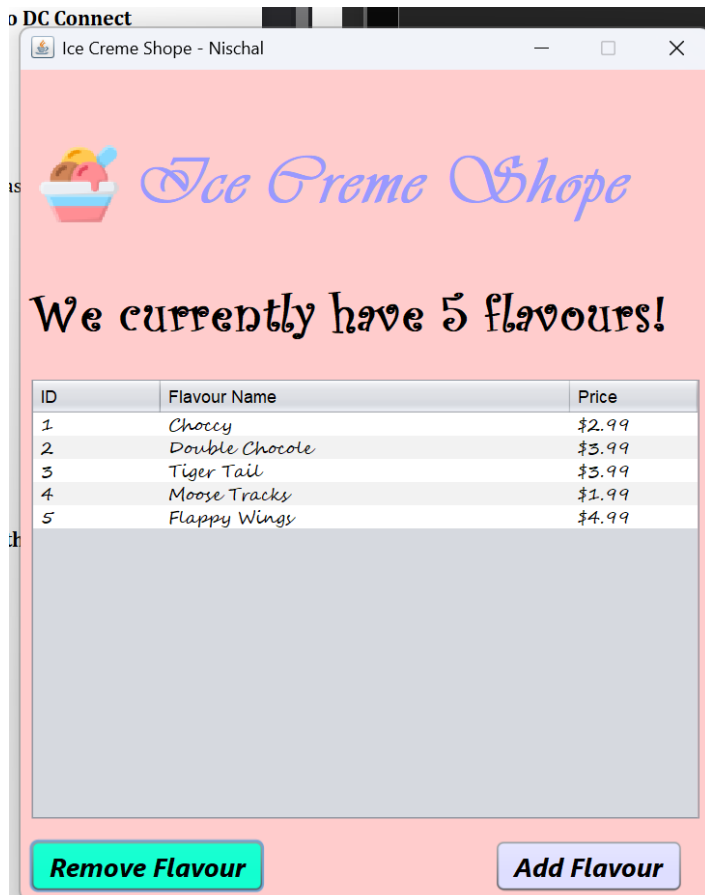 o DC Connect
Ice Creme Shope - Nischal
as
Ice Creme Shope
We currently have 5 flavours!
ID Flavour Name Price
1 Choccy $2.99
2 Double Chocole $3.99
3 Tiger Tail $3.99
4 Moose Tracks $1.99
5 Flappy Wings $4.99
th
Remove Flavour Add Flavour